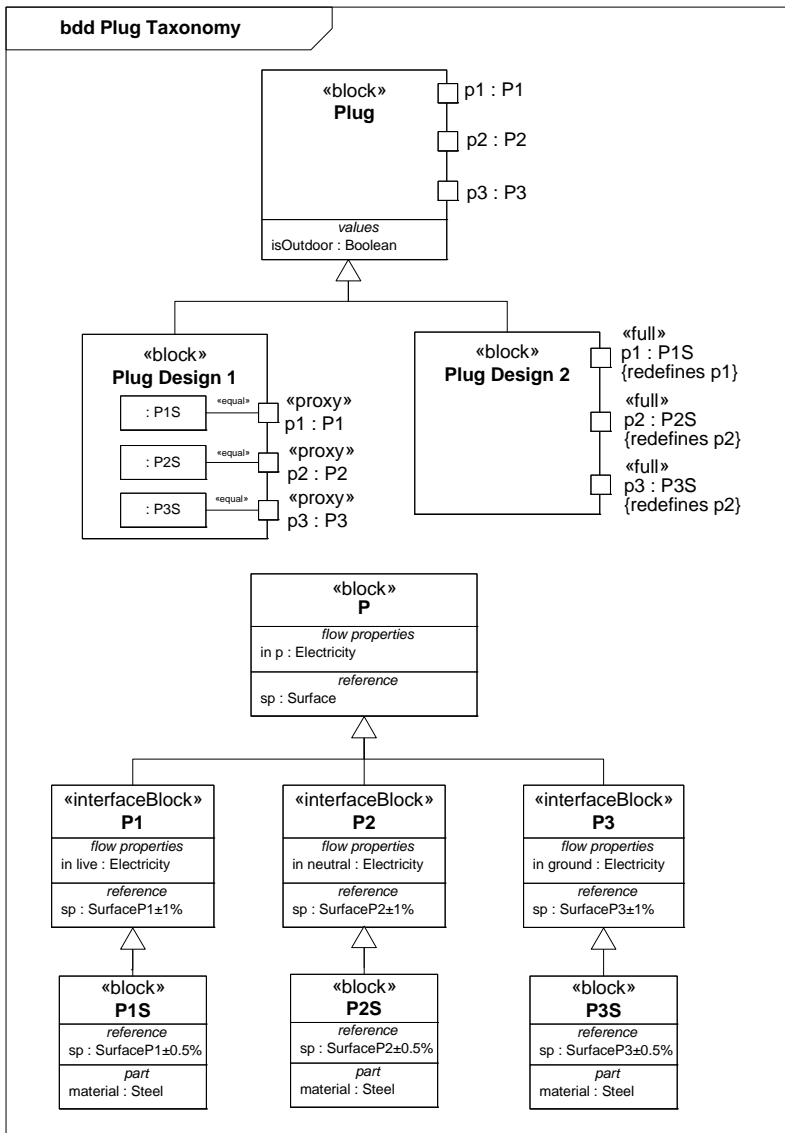 bdd Plug Taxonomy
«block»
Plug
p1 : P1
p2 : P2
p3 : P3
values
isOutdoor : Boolean
«block»
Plug Design 1
: P1S
«equal»
«proxy»
p1 : P1
: P2S
«equal»
«proxy»
p2 : P2
: P3S
«equal»
«proxy»
p3 : P3
«block»
Plug Design 2
«full»
p1 : P1S
{redefines p1}
«full»
p2 : P2S
{redefines p2}
«full»
p3 : P3S
{redefines p2}
«block»
P
flow properties
in p : Electricity
reference
sp : Surface
«interfaceBlock»
P1
flow properties
in live : Electricity
reference
sp : SurfaceP1±1%
«interfaceBlock»
P2
flow properties
in neutral : Electricity
reference
sp : SurfaceP2±1%
«interfaceBlock»
P3
flow properties
in ground : Electricity
reference
sp : SurfaceP3±1%
«block»
P1S
reference
sp : SurfaceP1±0.5%
part
material : Steel
«block»
P2S
reference
sp : SurfaceP2±0.5%
part
material : Steel
«block»
P3S
reference
sp : SurfaceP3±0.5%
part
material : Steel